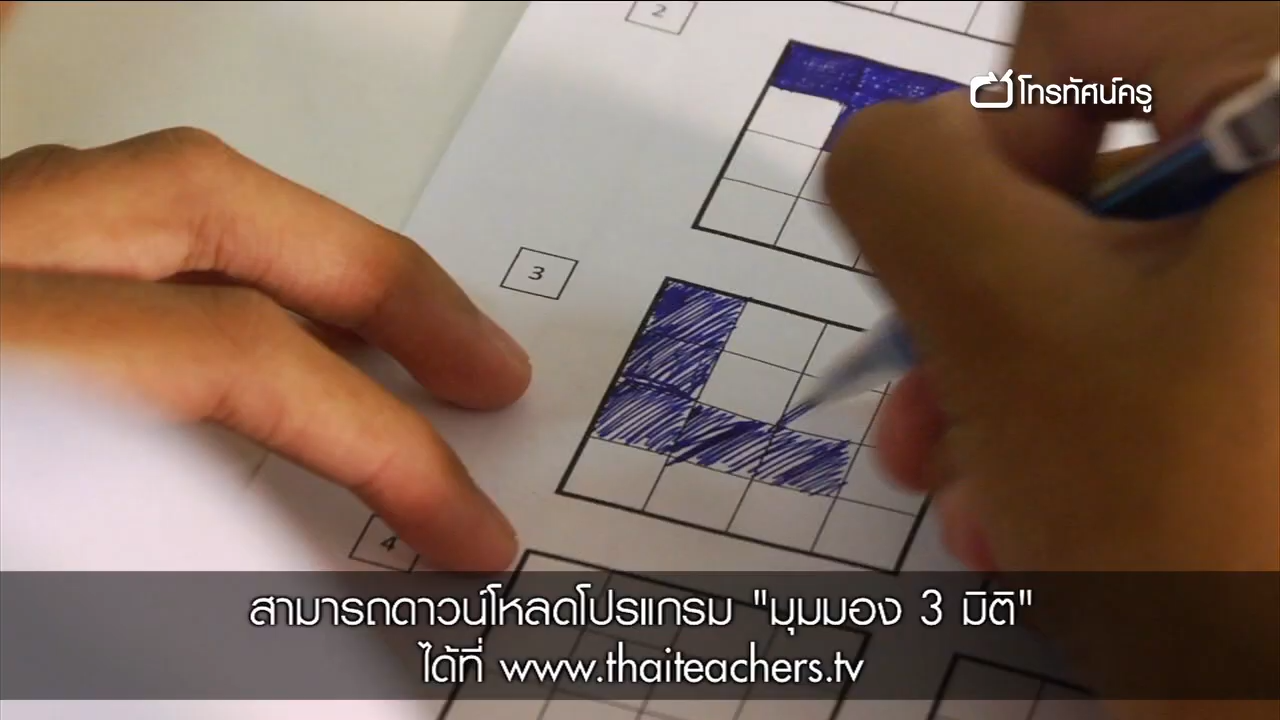 2
โทรทัศน์ครู
3
4
สามารถดาวน์โหลดโปรแกรม "มุมมอง 3 มิติ"
ได้ที่ www.thaiteachers.tv